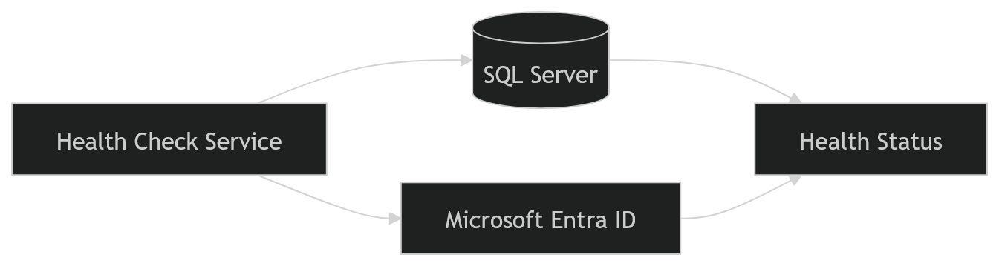 SQL Server
Health Check Service
Health Status
Microsoft Entra ID